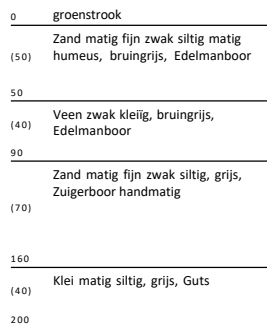 0 groenstrook
Zand matig fijn zwak siltig matig
(50) humeus, bruingrijs, Edelmanboor
50
Veen zwak kleiïg, bruingrijs,
(40) Edelmanboor
90
Zand matig fijn zwak siltig, grijs,
Zuigerboor handmatig
(70)
160
Klei matig siltig, grijs, Guts
(40)
200